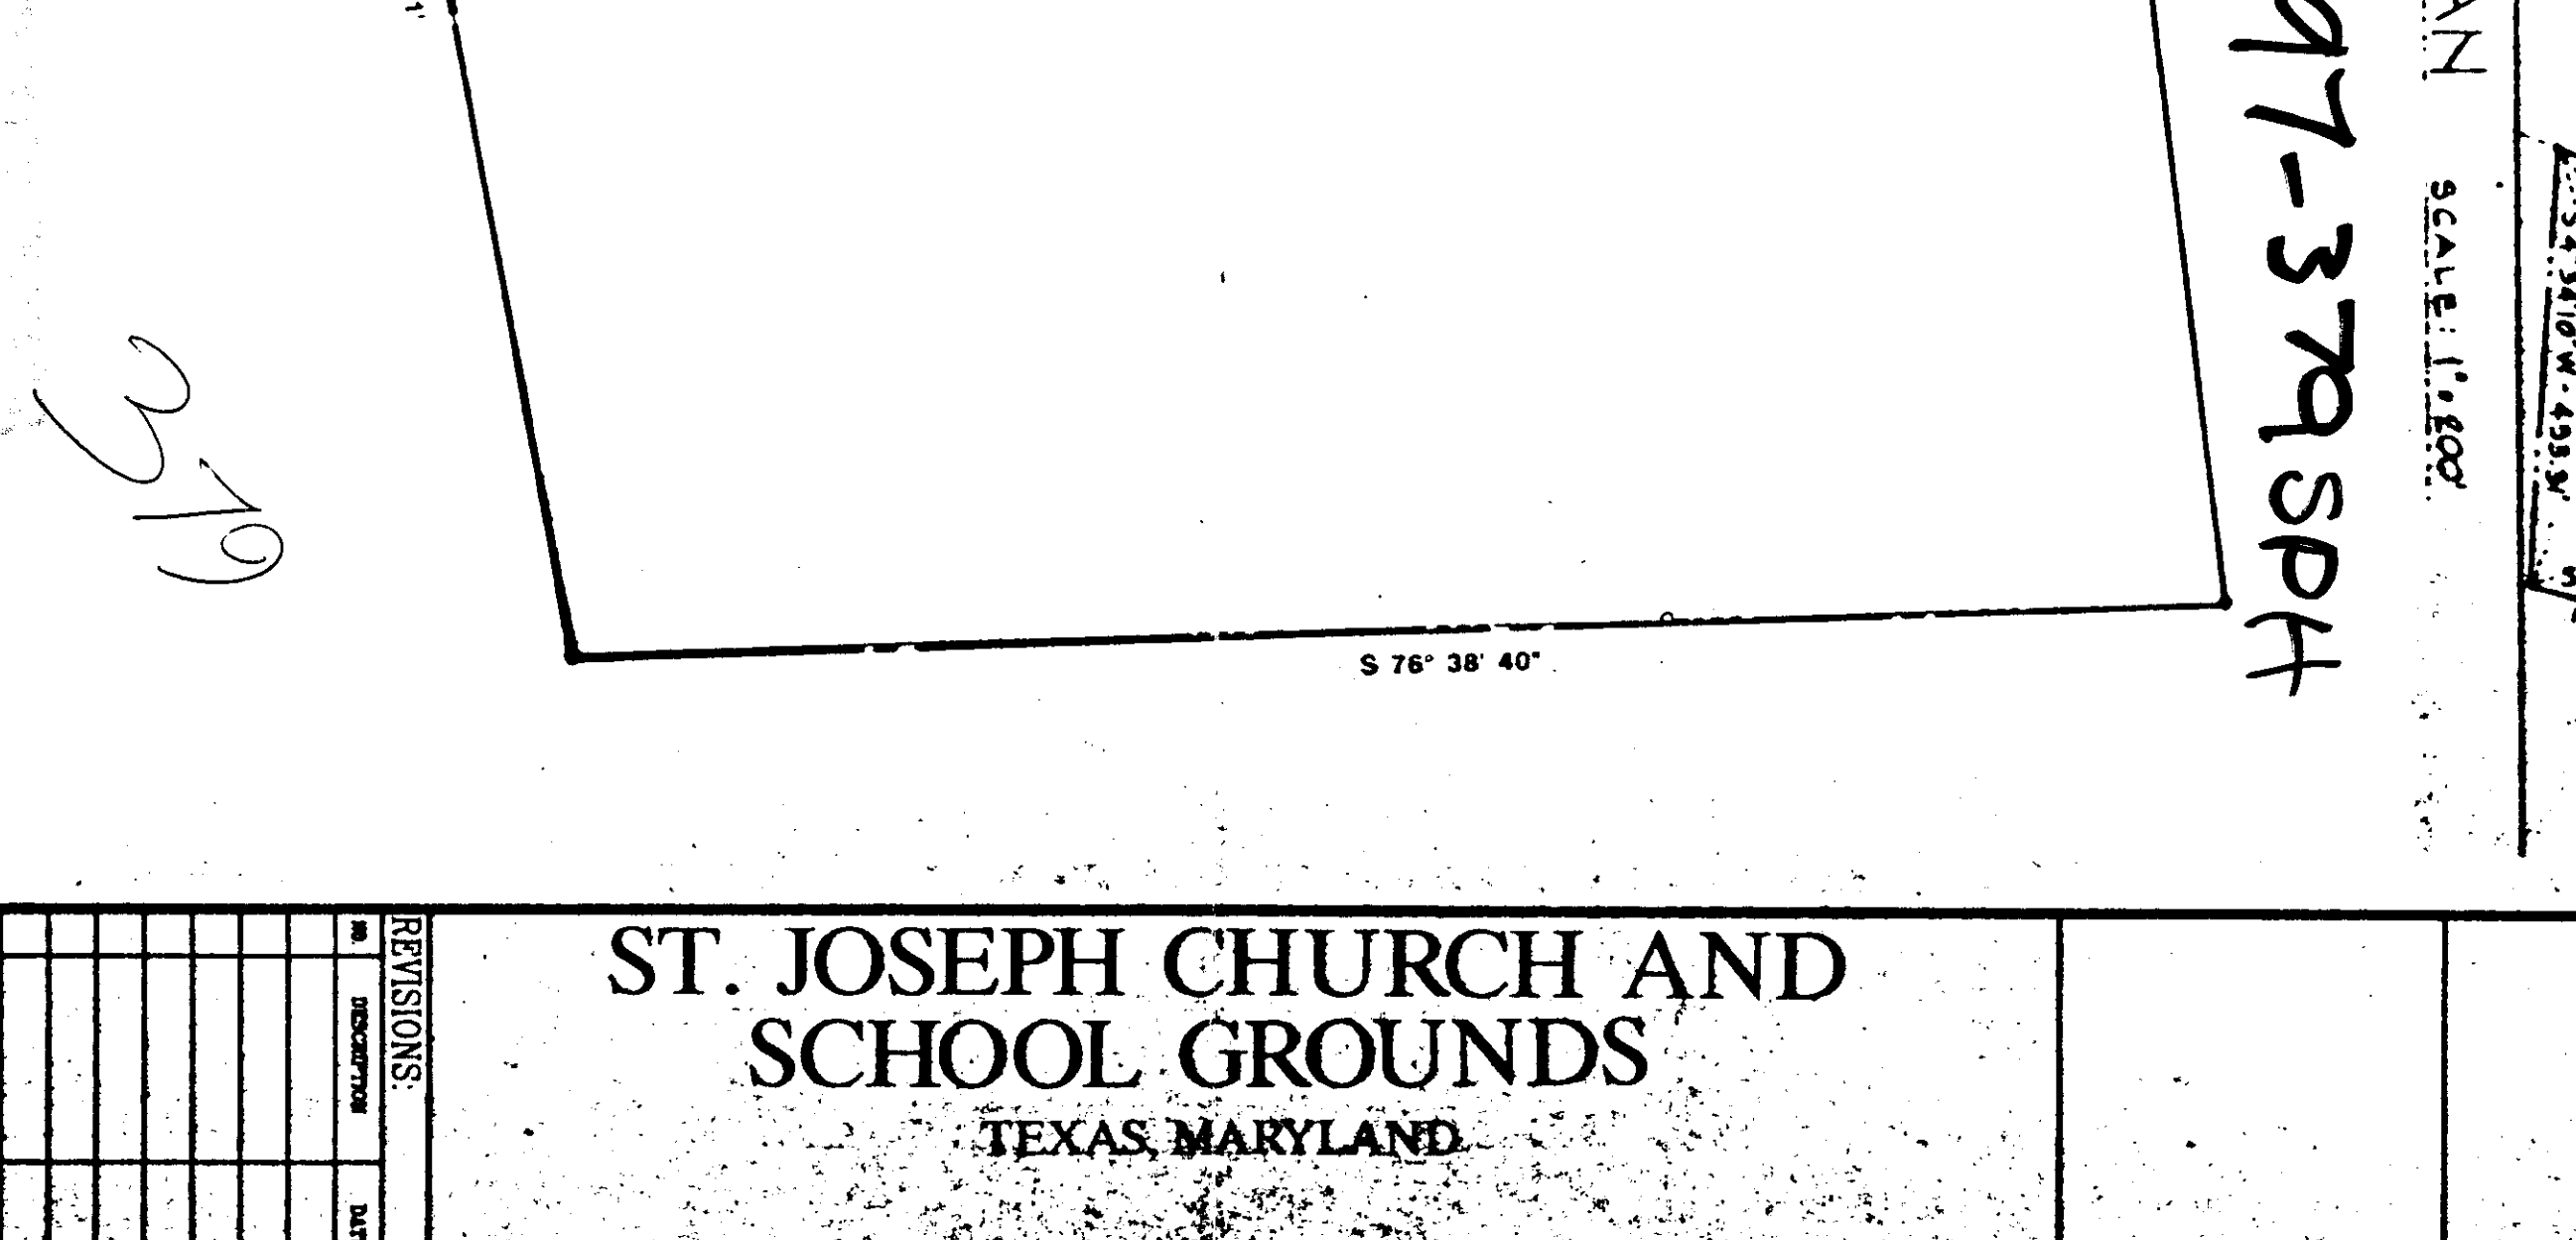 AN
97-379SPH
SCALE: 1"=200'
379
S 76° 38' 40"
REVISIONS:
NO.
DESCRIPTION
ST. JOSEPH CHURCH AND
SCHOOL GROUNDS
TEXAS, MARYLAND